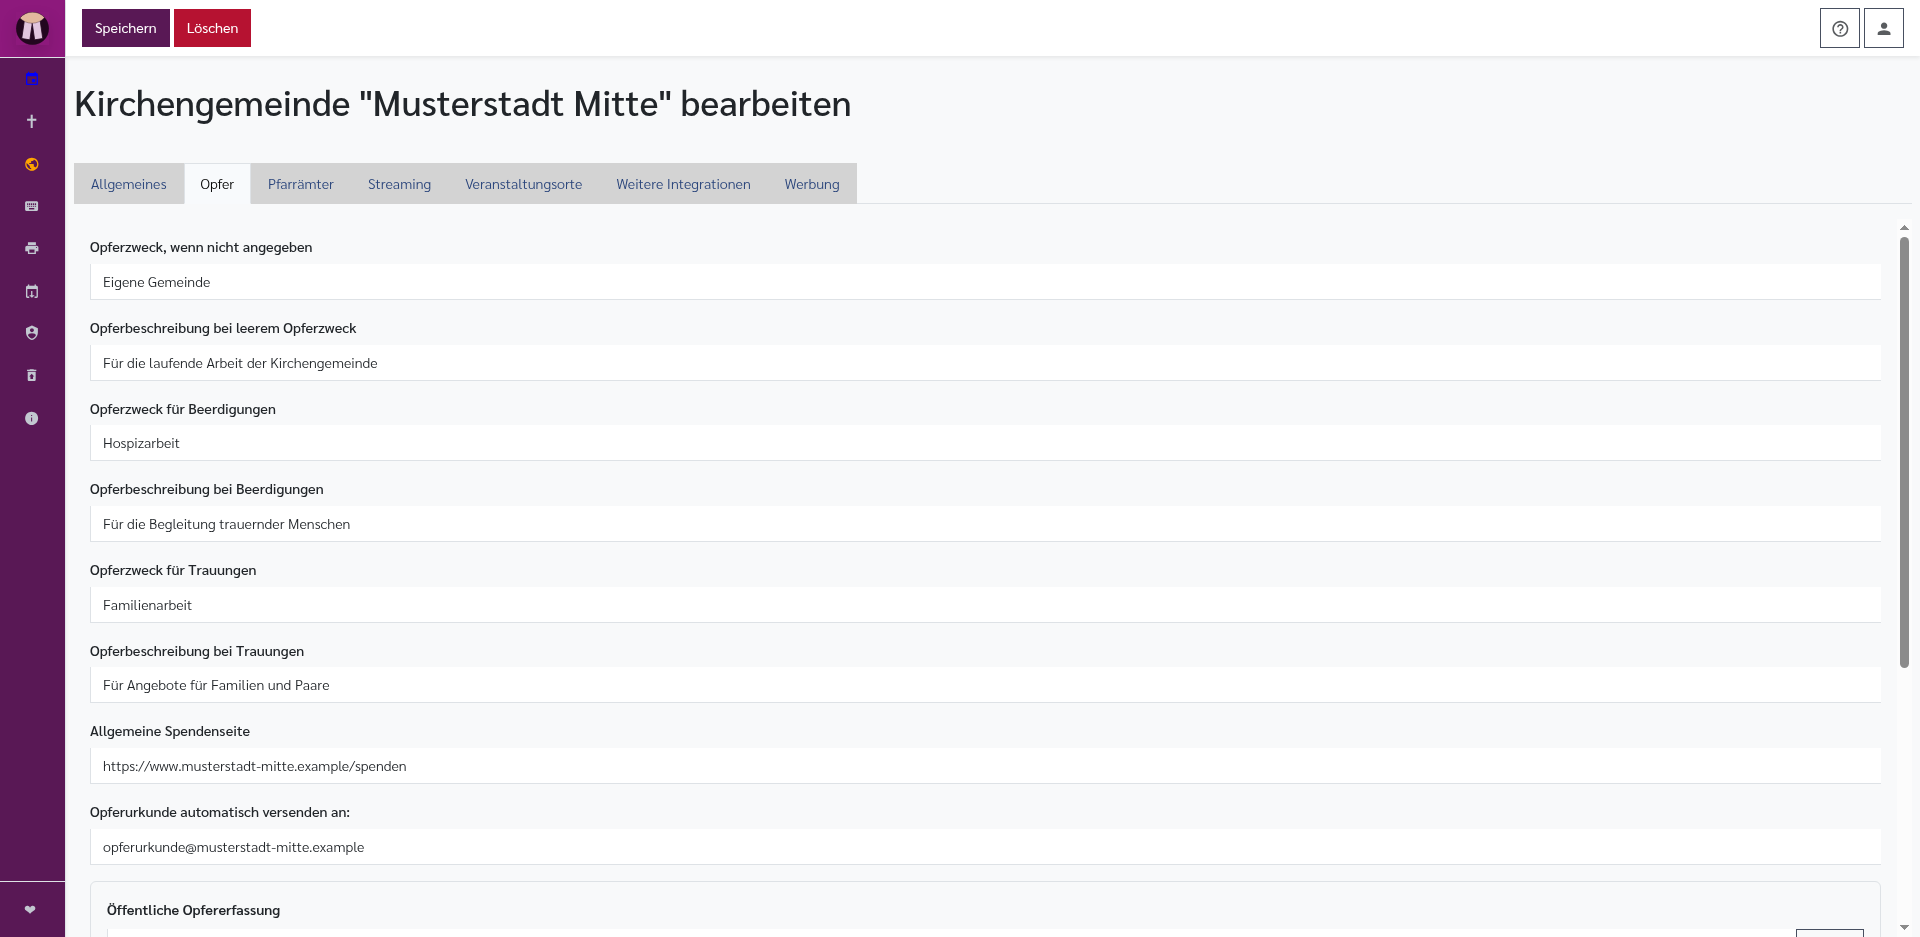 Speichern
Löschen
Kirchengemeinde "Musterstadt Mitte" bearbeiten
Allgemeines
Opfer
Pfarrämter
Streaming
Veranstaltungsorte
Weitere Integrationen
Werbung
Opferzweck, wenn nicht angegeben
Eigene Gemeinde
Opferbeschreibung bei leerem Opferzweck
Für die laufende Arbeit der Kirchengemeinde
Opferzweck für Beerdigungen
Hospizarbeit
Opferbeschreibung bei Beerdigungen
Für die Begleitung trauernder Menschen
Opferzweck für Trauungen
Familienarbeit
Opferbeschreibung bei Trauungen
Für Angebote für Familien und Paare
Allgemeine Spendenseite
https://www.musterstadt-mitte.example/spenden
Opferurkunde automatisch versenden an:
opferurkunde@musterstadt-mitte.example
Öffentliche Opfererfassung